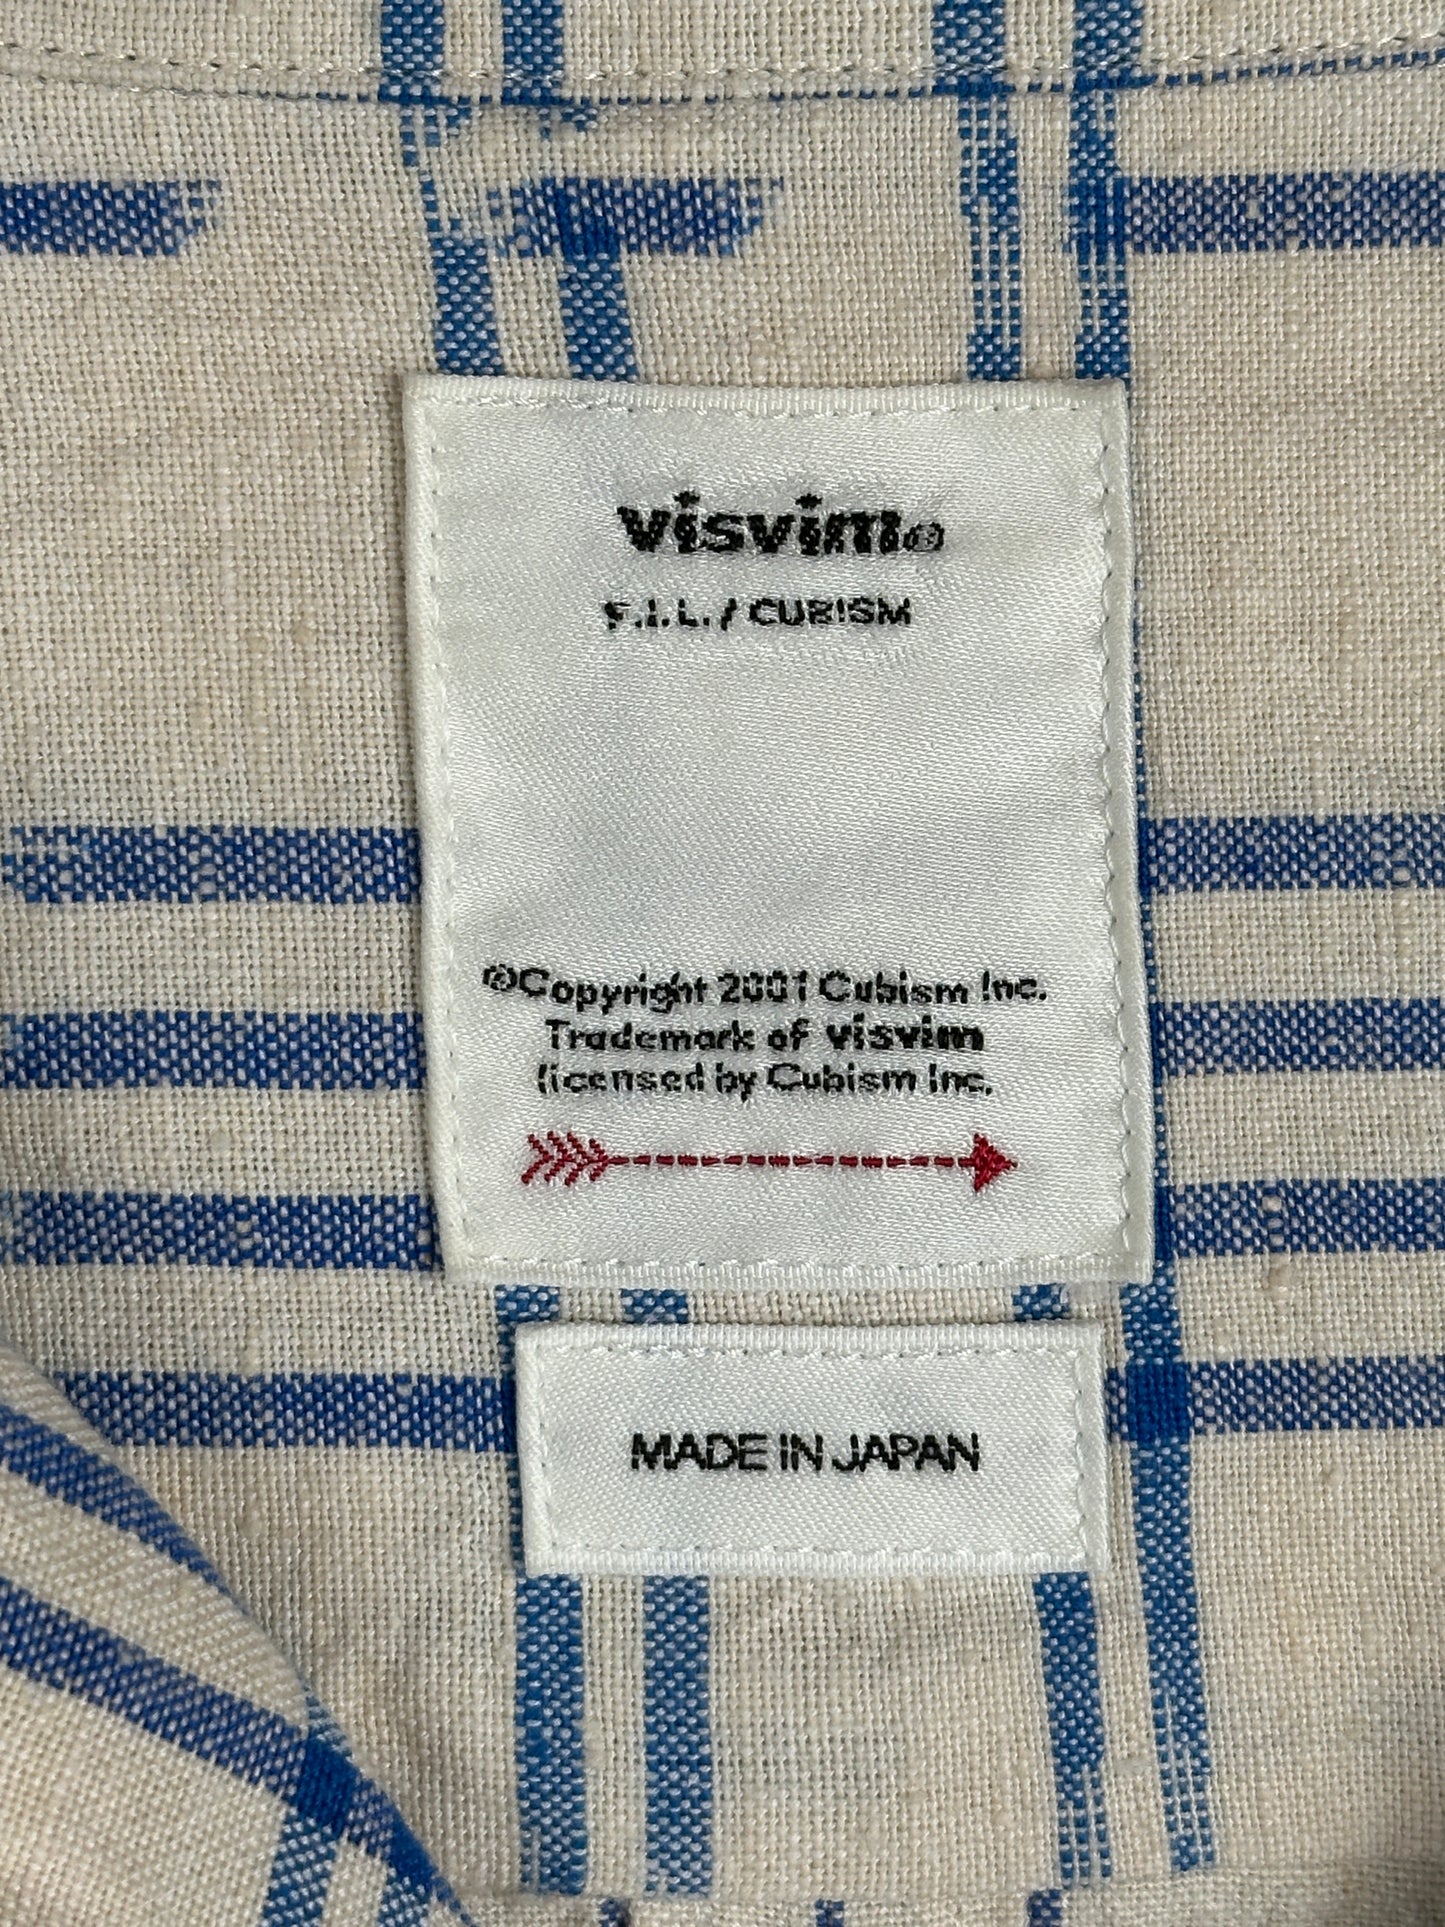 visvim®
F.I.L. / CUBISM
©Copyright 2001 Cubism Inc.
Trademark of visvim
licensed by Cubism Inc.
MADE IN JAPAN